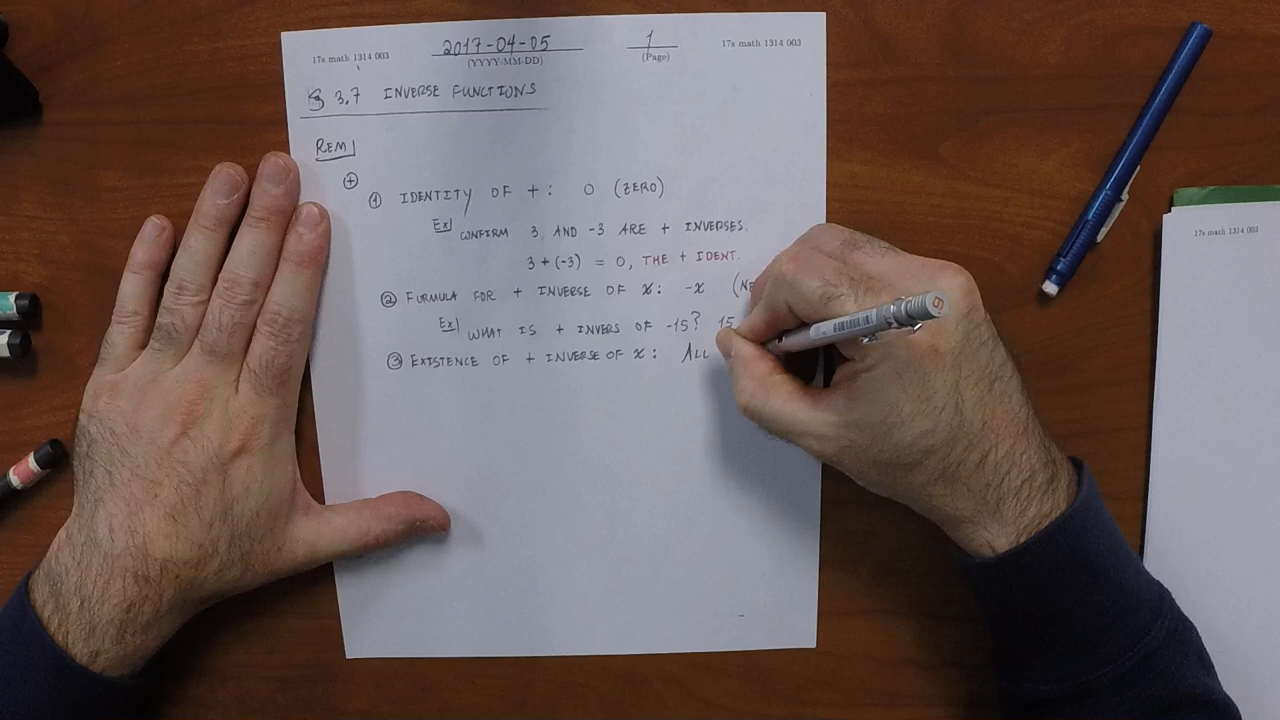 17s math 1314 003 2017-04-05 1 17s math 1314 003
(YYYY-MM-DD) (Page)
§ 3.7 INVERSE FUNCTIONS
REM
⊕
① IDENTITY OF +: 0 (ZERO)
Ex CONFIRM 3 AND -3 ARE + INVERSES.
3+(-3) = 0, THE + IDENT.
② FORMULA FOR + INVERSE OF x: -x
Ex WHAT IS + INVERS OF -15? 15
③ EXISTENCE OF + INVERSE OF x: ALL
17s math 1314 003